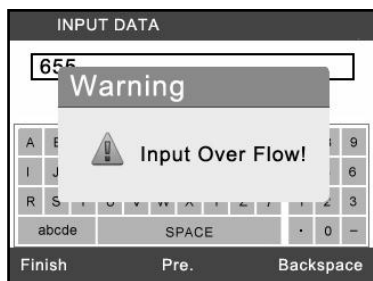 INPUT DATA
655
Warning
Input Over Flow!
A 9
I 6
R S 3
abcde SPACE . 0 –
Finish Pre. Backspace